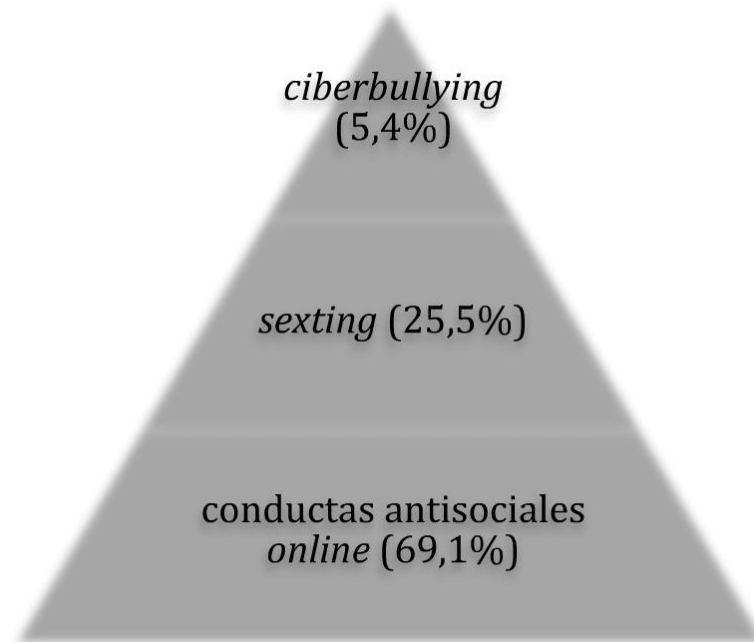 ciberbullying
(5,4%)
sexting (25,5%)
conductas antisociales
online (69,1%)